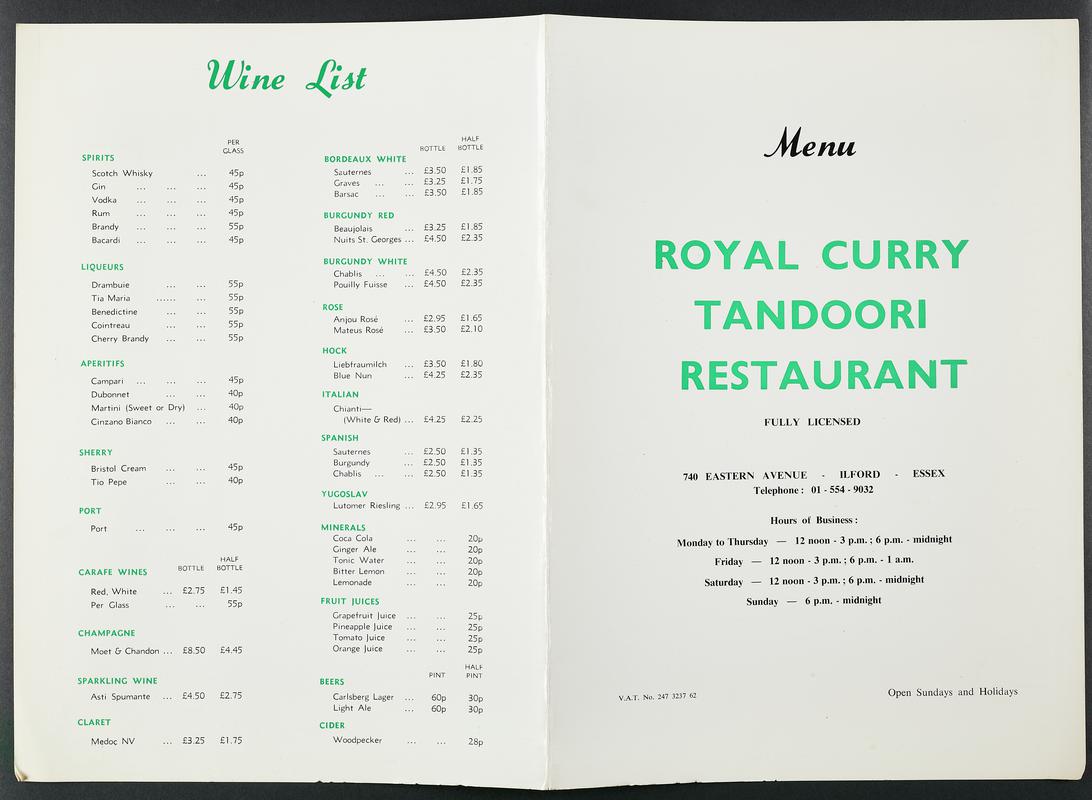 Wine List
PER
GLASS
SPIRITS
Scotch Whisky ... 45p
Gin ... ... ... 45p
Vodka ... ... ... 45p
Rum ... ... ... 45p
Brandy ... ... ... 55p
Bacardi ... ... ... 45p
LIQUEURS
Drambuie ... ... 55p
Tia Maria ...... ... 55p
Benedictine ... ... 55p
Cointreau ... ... 55p
Cherry Brandy ... ... 55p
APERITIFS
Campari ... ... ... 45p
Dubonnet ... ... 40p
Martini (Sweet or Dry) ... 40p
Cinzano Bianco ... ... 40p
SHERRY
Bristol Cream ... ... 45p
Tio Pepe ... ... 40p
PORT
Port ... ... ... 45p
HALF
CARAFE WINES BOTTLE BOTTLE
Red, White ... £2.75 £1.45
Per Glass ... ... 55p
CHAMPAGNE
Moet & Chandon ... £8.50 £4.45
SPARKLING WINE
Asti Spumante ... £4.50 £2.75
CLARET
Medoc NV ... £3.25 £1.75
HALF
BOTTLE BOTTLE
BORDEAUX WHITE
Sauternes ... £3.50 £1.85
Graves ... ... £3.25 £1.75
Barsac ... ... £3.50 £1.85
BURGUNDY RED
Beaujolais ... £3.25 £1.85
Nuits St. Georges ... £4.50 £2.35
BURGUNDY WHITE
Chablis ... ... £4.50 £2.35
Pouilly Fuisse ... £4.50 £2.35
ROSE
Anjou Rosé ... £2.95 £1.65
Mateus Rosé ... £3.50 £2.10
HOCK
Liebfraumilch ... £3.50 £1.80
Blue Nun ... £4.25 £2.35
ITALIAN
Chianti—
(White & Red) ... £4.25 £2.25
SPANISH
Sauternes ... £2.50 £1.35
Burgundy ... £2.50 £1.35
Chablis ... ... £2.50 £1.35
YUGOSLAV
Lutomer Riesling ... £2.95 £1.65
MINERALS
Coca Cola ... ... 20p
Ginger Ale ... ... 20p
Tonic Water ... ... 20p
Bitter Lemon ... ... 20p
Lemonade ... ... 20p
FRUIT JUICES
Grapefruit Juice ... ... 25p
Pineapple Juice ... ... 25p
Tomato Juice ... ... 25p
Orange Juice ... ... 25p
HALF
PINT PINT
BEERS
Carlsberg Lager ... 60p 30p
Light Ale ... 60p 30p
CIDER
Woodpecker ... ... 28p
Menu
ROYAL CURRY
TANDOORI
RESTAURANT
FULLY LICENSED
740 EASTERN AVENUE - ILFORD - ESSEX
Telephone : 01 - 554 - 9032
Hours of Business :
Monday to Thursday — 12 noon - 3 p.m. ; 6 p.m. - midnight
Friday — 12 noon - 3 p.m. ; 6 p.m. - 1 a.m.
Saturday — 12 noon - 3 p.m. ; 6 p.m. - midnight
Sunday — 6 p.m. - midnight
V.A.T. No. 247 3237 62
Open Sundays and Holidays